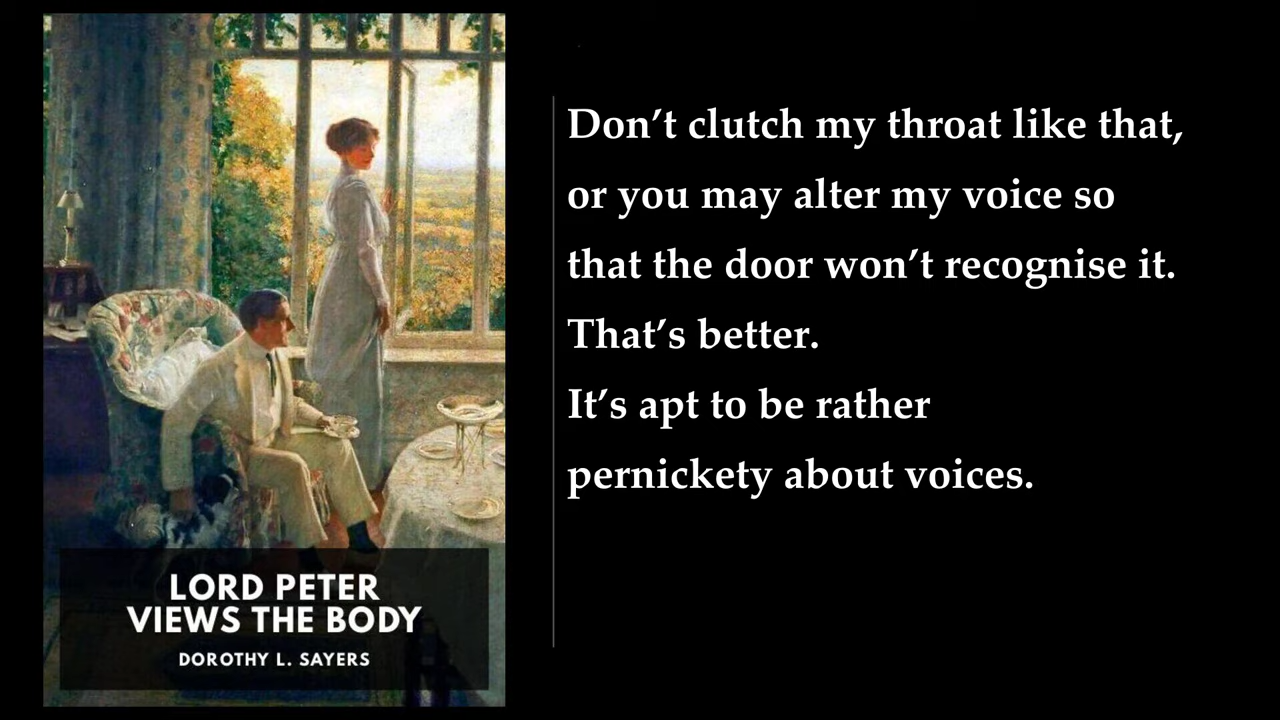 Don’t clutch my throat like that,
or you may alter my voice so
that the door won’t recognise it.
That’s better.
It’s apt to be rather
pernickety about voices.
LORD PETER
VIEWS THE BODY
DOROTHY L. SAYERS